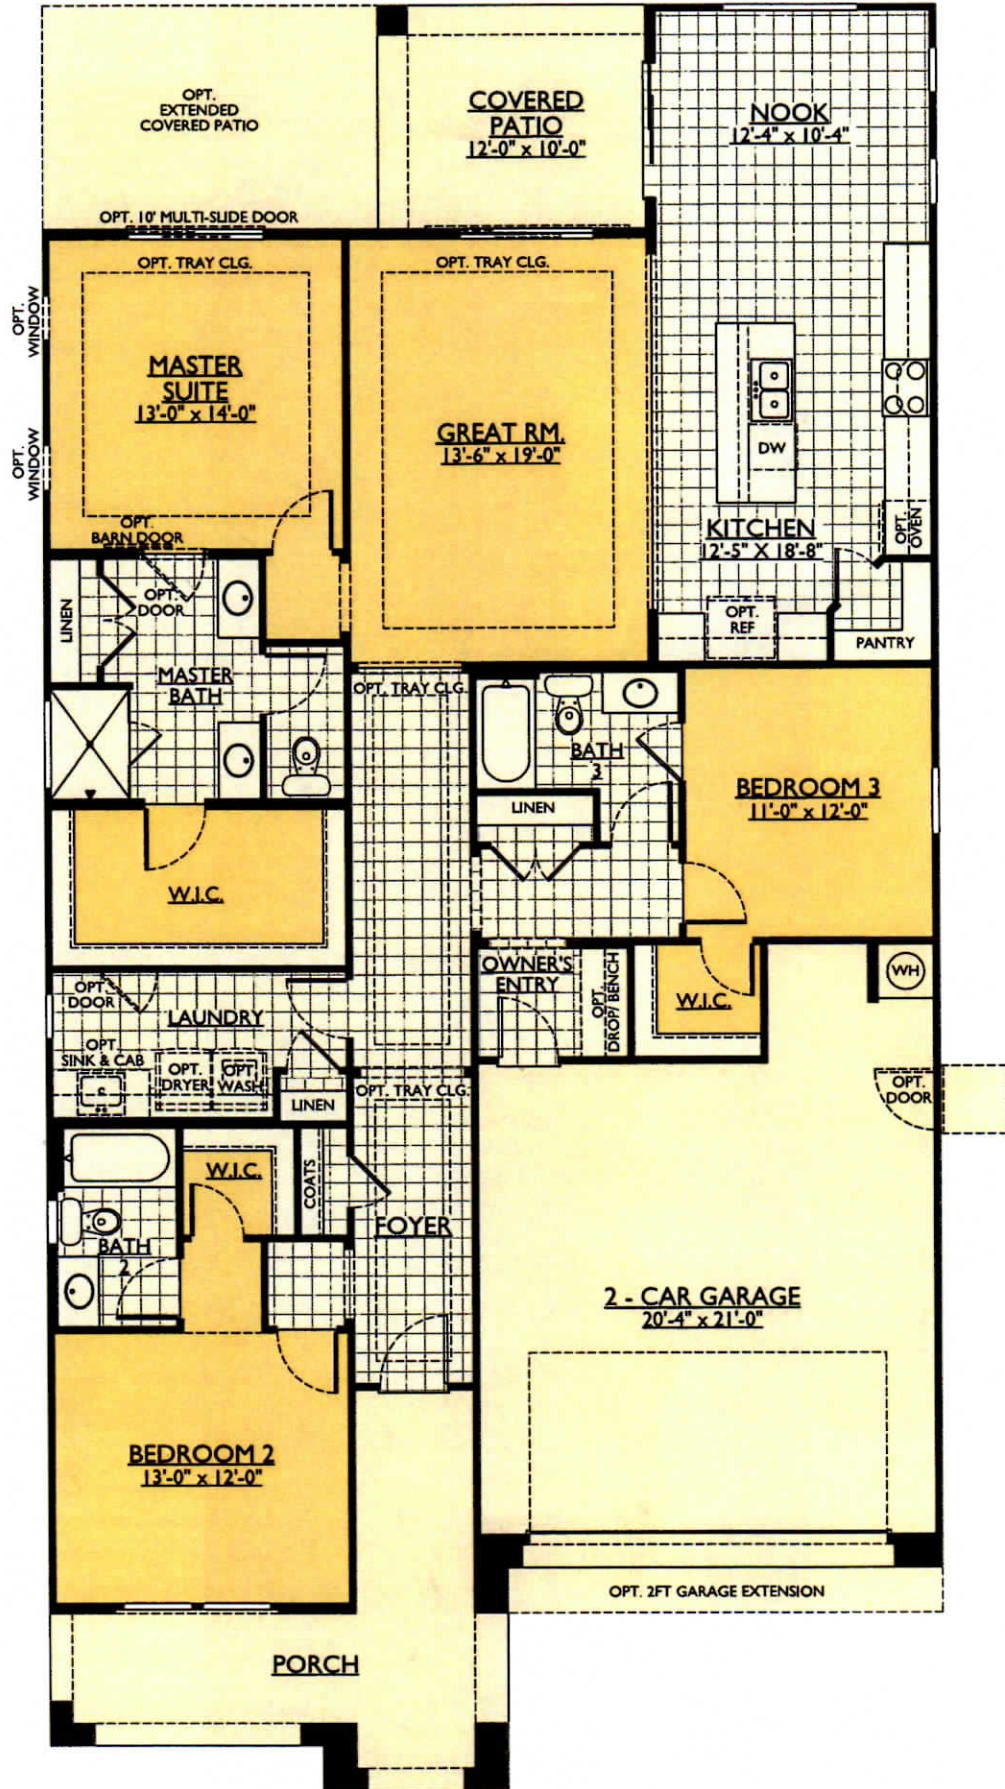 OPT.
EXTENDED
COVERED PATIO
COVERED
PATIO
12'-0" x 10'-0"
NOOK
12'-4" x 10'-4"
OPT. 10' MULTI-SLIDE DOOR
OPT. TRAY CLG.
OPT. TRAY CLG.
OPT.
WINDOW
MASTER
SUITE
13'-0" x 14'-0"
GREAT RM.
13'-6" x 19'-0"
DW
OPT.
WINDOW
OPT.
BARN DOOR
KITCHEN
12'-5" X 18'-8"
OPT.
OVEN
LINEN
OPT.
DOOR
OPT.
REF
PANTRY
MASTER
BATH
OPT. TRAY CLG.
BATH
3
BEDROOM 3
11'-0" x 12'-0"
LINEN
W.I.C.
OWNER'S
ENTRY
OPT.
DROP/ BENCH
W.I.C.
WH
OPT.
DOOR
LAUNDRY
OPT.
SINK & CAB
S
OPT.
DRYER
OPT.
WASH
LINEN
OPT. TRAY CLG.
OPT.
DOOR
W.I.C.
COATS
FOYER
BATH
2
2 - CAR GARAGE
20'-4" x 21'-0"
BEDROOM 2
13'-0" x 12'-0"
OPT. 2FT GARAGE EXTENSION
PORCH